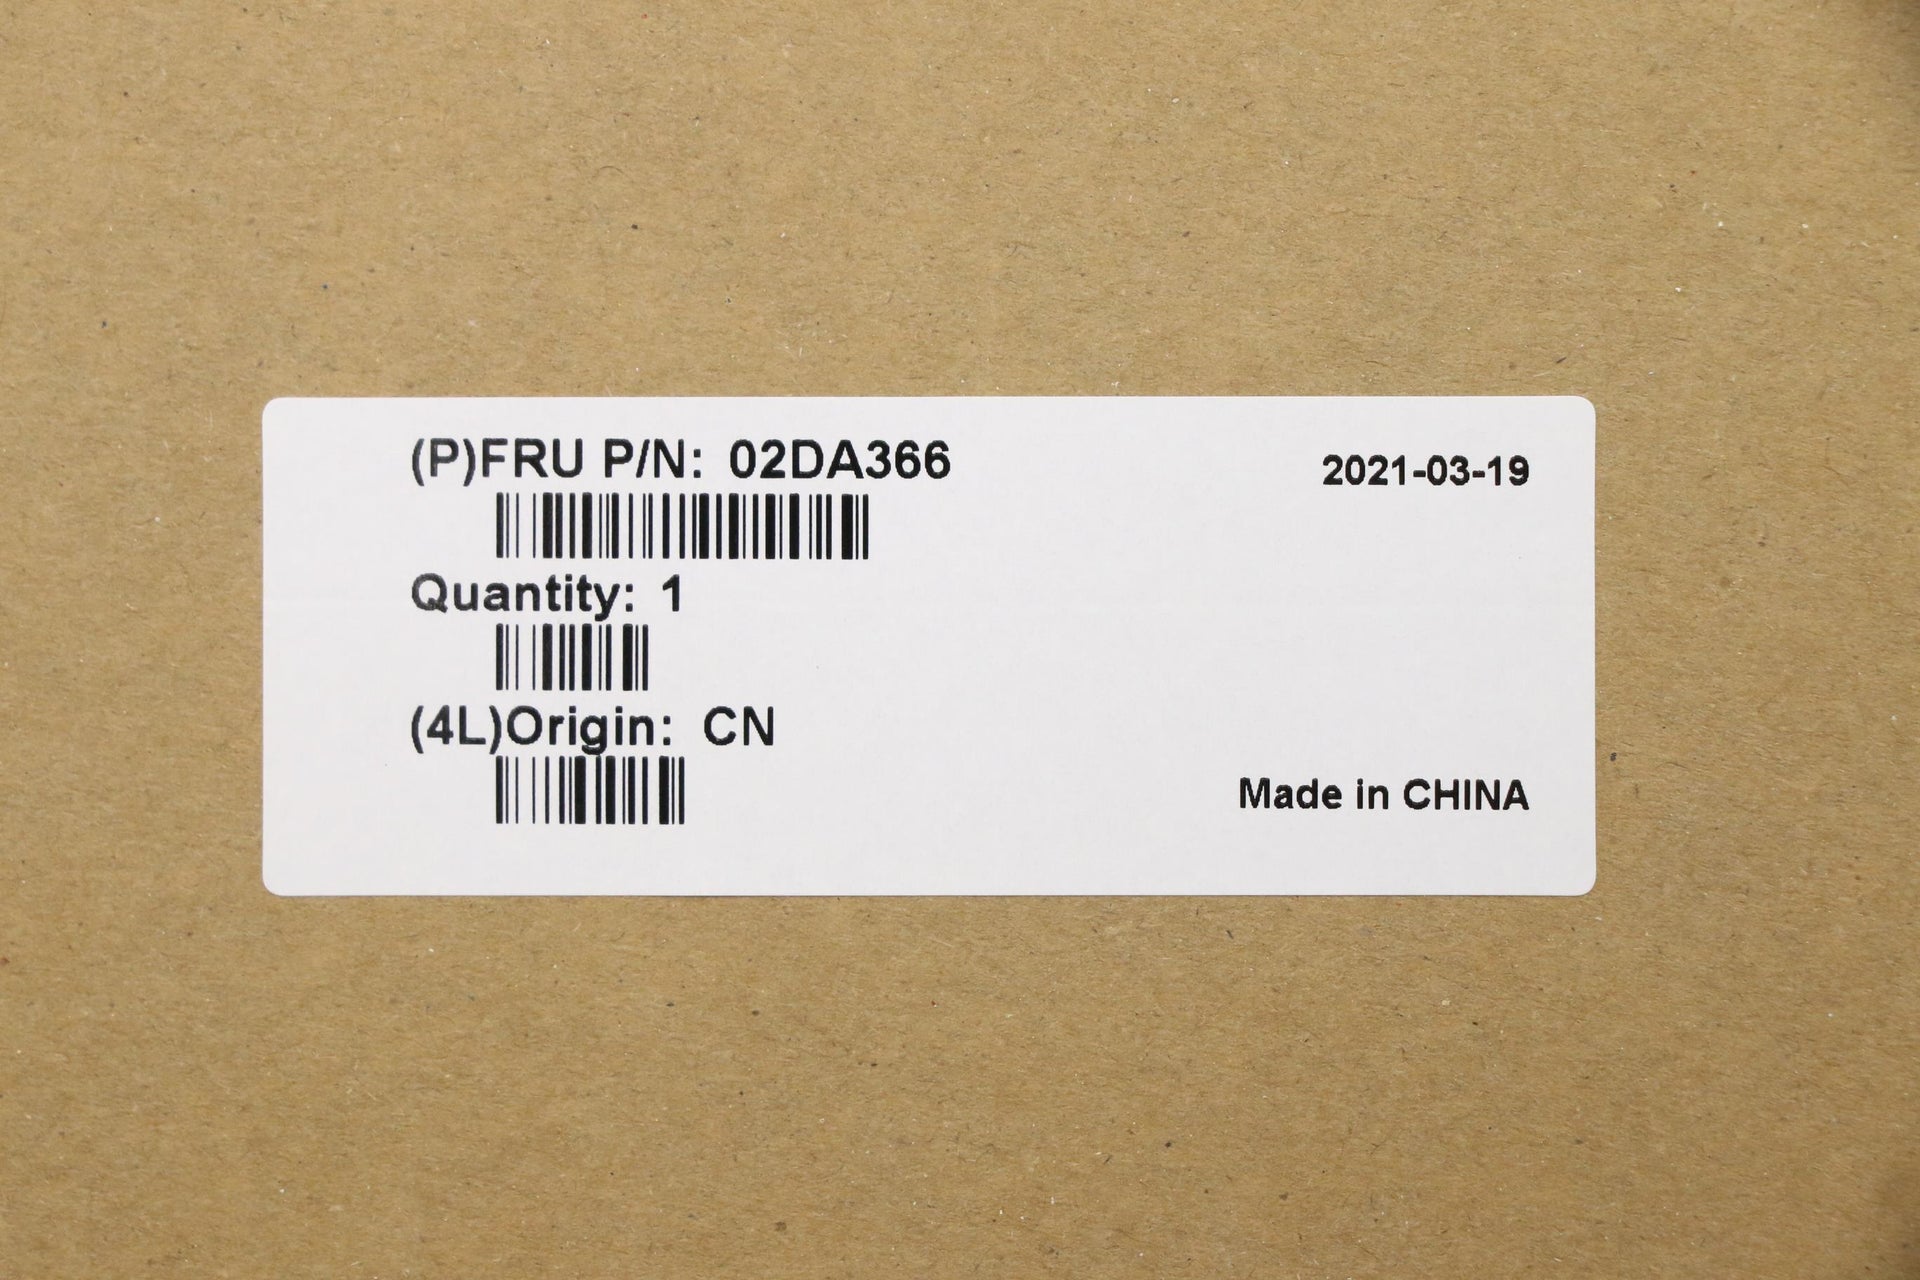 (P)FRU P/N: 02DA366
2021-03-19
Quantity: 1
(4L)Origin: CN
Made in CHINA